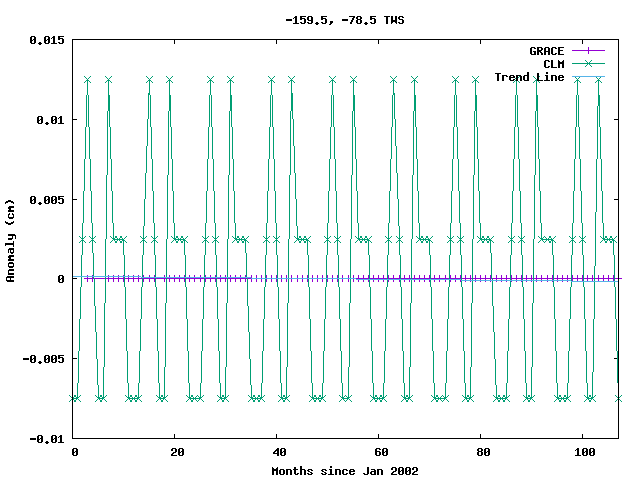 -159.5, -78.5 TWS
0.015
0.01
0.005
0
-0.005
-0.01
Anomaly (cm)
GRACE
CLM
Trend Line
0 20 40 60 80 100
Months since Jan 2002